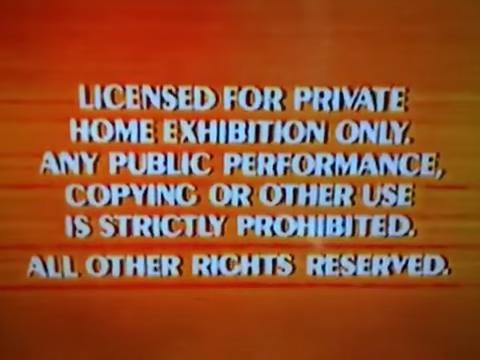 LICENSED FOR PRIVATE
HOME EXHIBITION ONLY.
ANY PUBLIC PERFORMANCE,
COPYING OR OTHER USE
IS STRICTLY PROHIBITED.
ALL OTHER RIGHTS RESERVED.